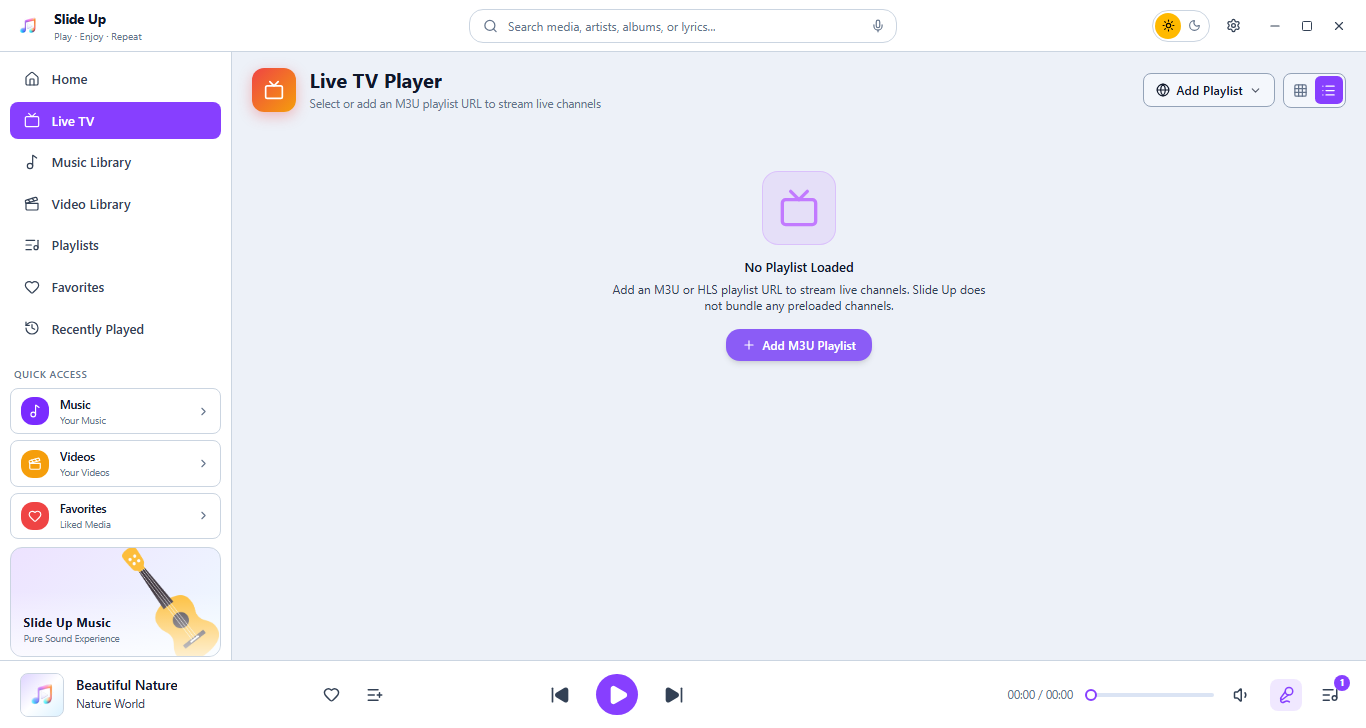 Slide Up
Play · Enjoy · Repeat
Search media, artists, albums, or lyrics...
Home
Live TV
Music Library
Video Library
Playlists
Favorites
Recently Played
QUICK ACCESS
Music
Your Music
Videos
Your Videos
Favorites
Liked Media
Slide Up Music
Pure Sound Experience
Live TV Player
Select or add an M3U playlist URL to stream live channels
Add Playlist
No Playlist Loaded
Add an M3U or HLS playlist URL to stream live channels. Slide Up does
not bundle any preloaded channels.
Add M3U Playlist
Beautiful Nature
Nature World
00:00 / 00:00
1